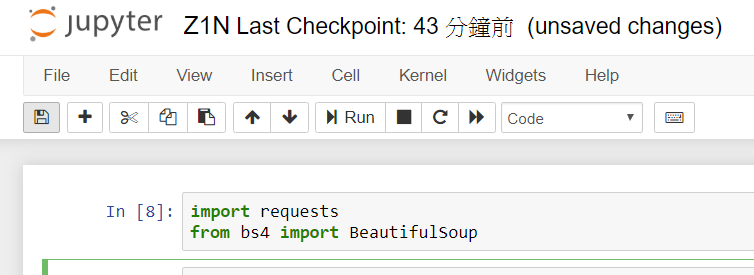 jupyter Z1N Last Checkpoint: 43 分鐘前 (unsaved changes)
File Edit View Insert Cell Kernel Widgets Help
Run Code
In [8]: import requests
from bs4 import BeautifulSoup